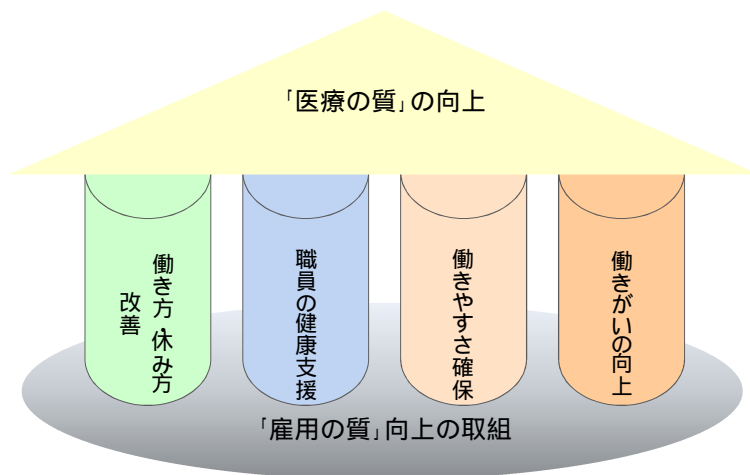 「医療の質」の向上
働き方・休み方
改善
職員の健康支援
働きやすさ確保
働きがいの向上
「雇用の質」向上の取組